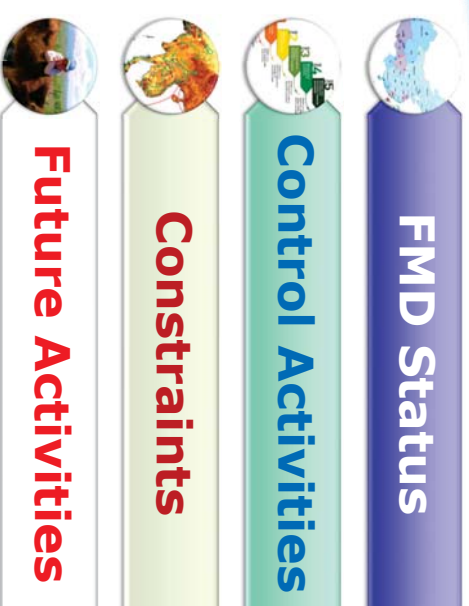 FMD Status
Control Activities
Constraints
Future Activities